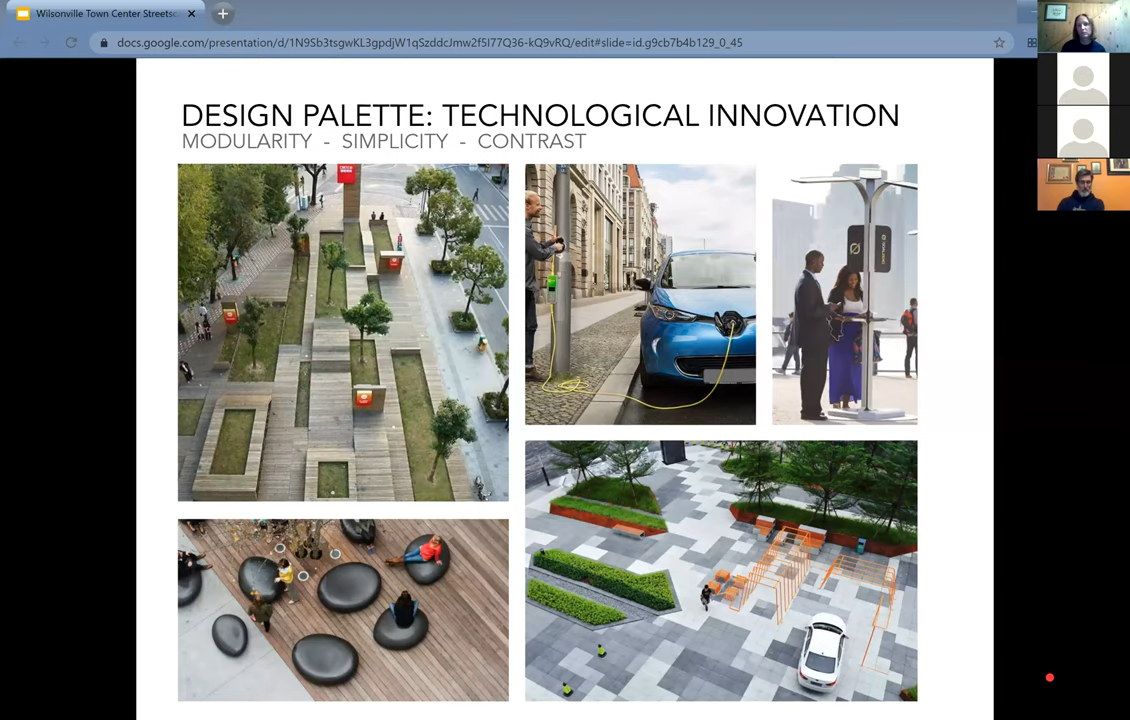 Wilsonville Town Center Streetsc
docs.google.com/presentation/d/1N9Sb3tsgwKL3gpdjW1qSzddcJmw2f5I77Q36-kQ9vRQ/edit#slide=id.g9cb7b4b129_0_45
DESIGN PALETTE: TECHNOLOGICAL INNOVATION
MODULARITY - SIMPLICITY - CONTRAST